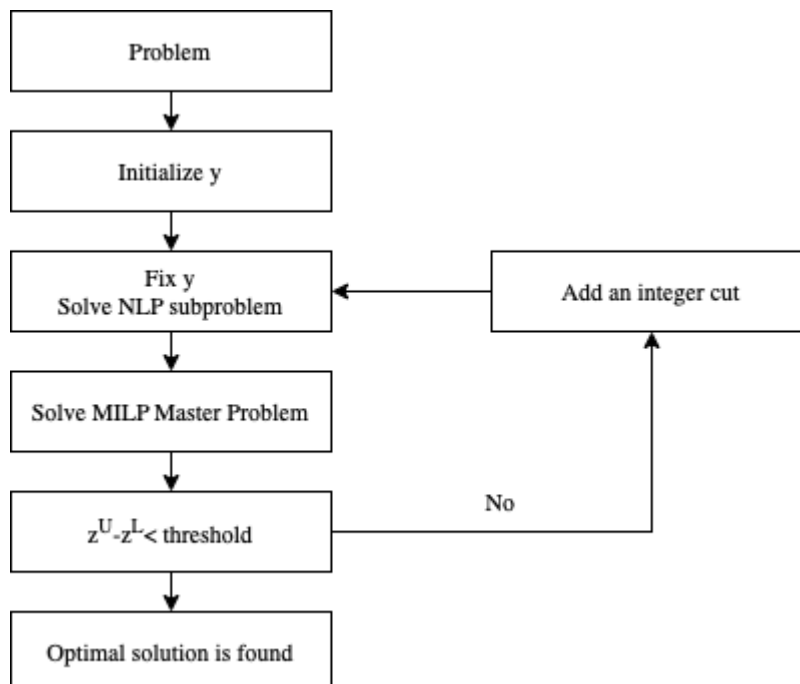 Problem
Initialize y
Fix y
Solve NLP subproblem
Add an integer cut
Solve MILP Master Problem
No
z^U-z^L< threshold
Optimal solution is found